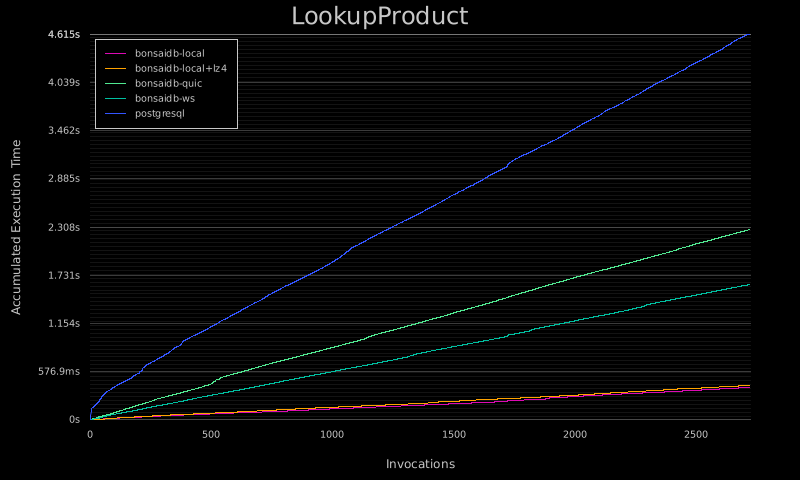 LookupProduct
4.615s
4.039s
3.462s
2.885s
2.308s
1.731s
1.154s
576.9ms
0s
Accumulated Execution Time
bonsaidb-local
bonsaidb-local+lz4
bonsaidb-quic
bonsaidb-ws
postgresql
0 500 1000 1500 2000 2500
Invocations